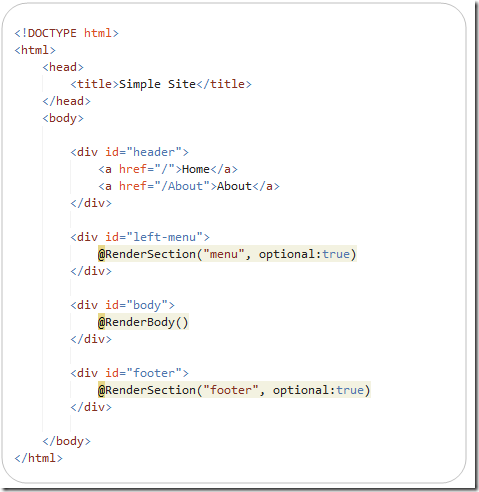 <!DOCTYPE html>
<html>
<head>
<title>Simple Site</title>
</head>
<body>
<div id="header">
<a href="/">Home</a>
<a href="/About">About</a>
</div>
<div id="left-menu">
@RenderSection("menu", optional:true)
</div>
<div id="body">
@RenderBody()
</div>
<div id="footer">
@RenderSection("footer", optional:true)
</div>
</body>
</html>